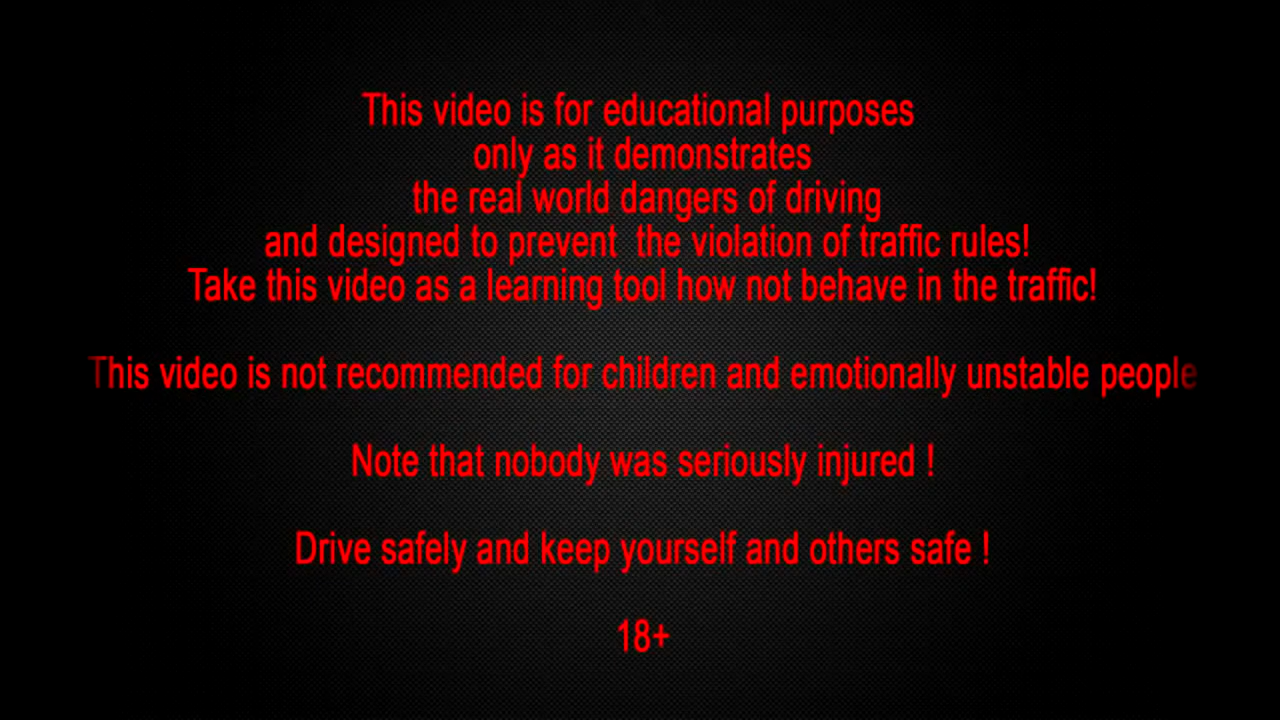 This video is for educational purposes
only as it demonstrates
the real world dangers of driving
and designed to prevent  the violation of traffic rules!
Take this video as a learning tool how not behave in the traffic!
This video is not recommended for children and emotionally unstable people
Note that nobody was seriously injured !
Drive safely and keep yourself and others safe !
18+